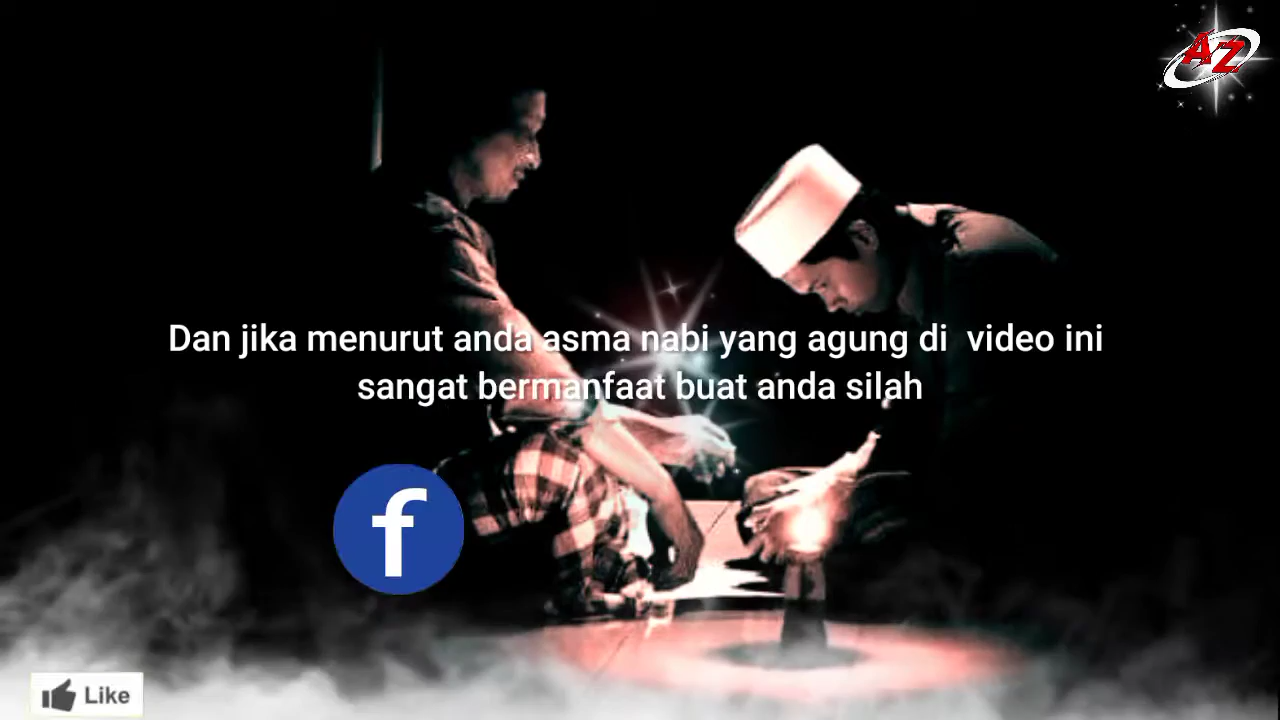 AZ
Dan jika menurut anda asma nabi yang agung di  video ini
sangat bermanfaat buat anda silah
f
Like